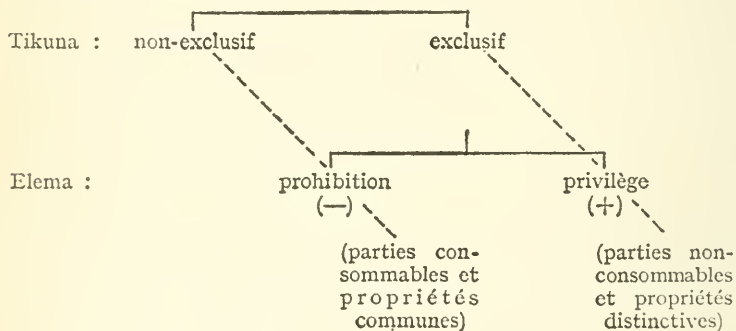 Tikuna : non-exclusif exclusif
Elema : prohibition privilège
(—) (+)
(parties con- (parties non-
sommables et consommables
propriétés et propriétés
communes) distinctives)